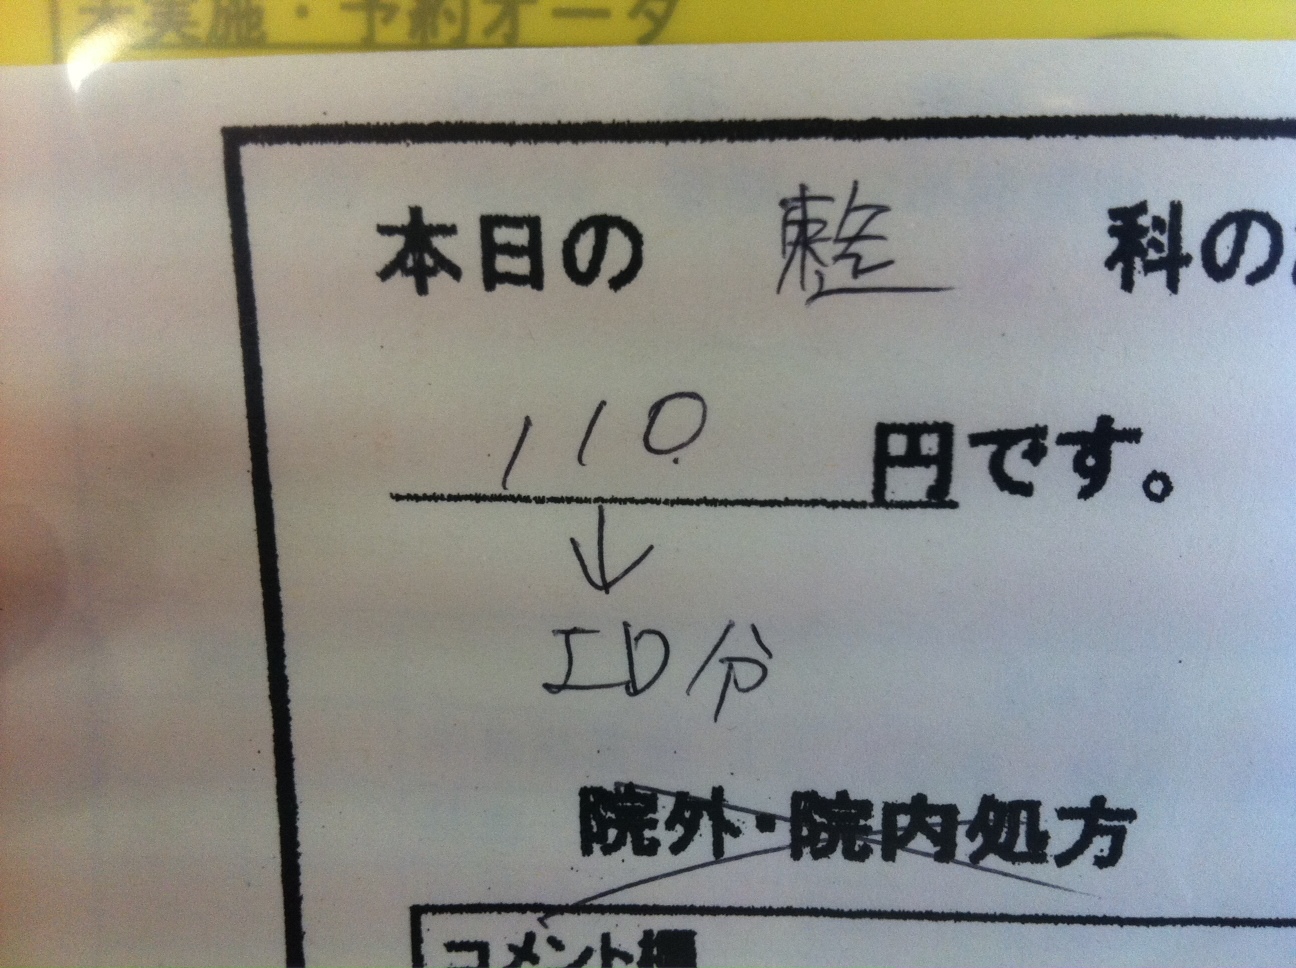 未実施・予約オーダ
本日の 整 科の
110 円です。
↓
ID分
院外・院内処方
コメント欄